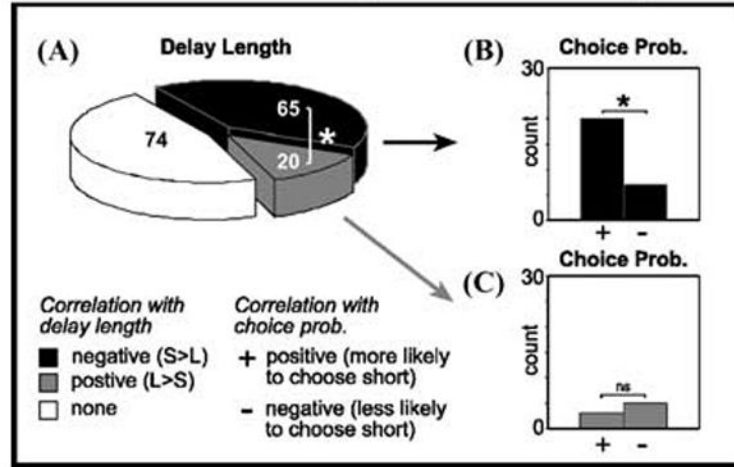 (A)
Delay Length
65
*
74
20
Correlation with
delay length
negative (S>L)
postive (L>S)
none
Correlation with
choice prob.
+ positive (more likely
to choose short)
- negative (less likely
to choose short)
(B)
Choice Prob.
30
*
count
0
+ -
(C)
Choice Prob.
30
ns
count
0
+ -